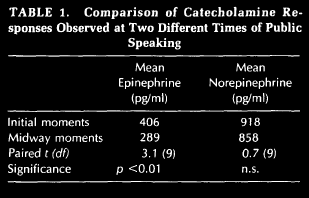 TABLE 1. Comparison of Catecholamine Re-
sponses Observed at Two Different Times of Public
Speaking
Mean Mean
Epinephrine Norepinephrine
(pg/ml) (pg/ml)
Initial moments 406 918
Midway moments 289 858
Paired t (df) 3.1 (9) 0.7 (9)
Significance p <0.01 n.s.